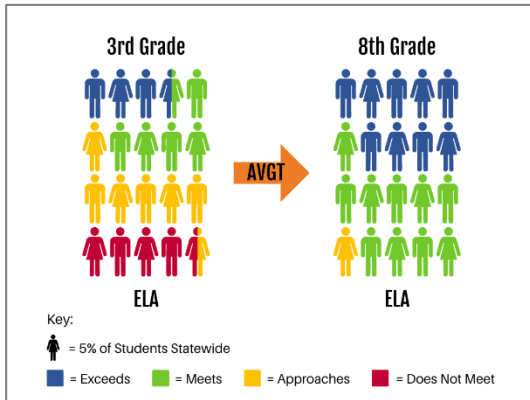 3rd Grade
8th Grade
AVGT
ELA
ELA
Key:
= 5% of Students Statewide
= Exceeds
= Meets
= Approaches
= Does Not Meet